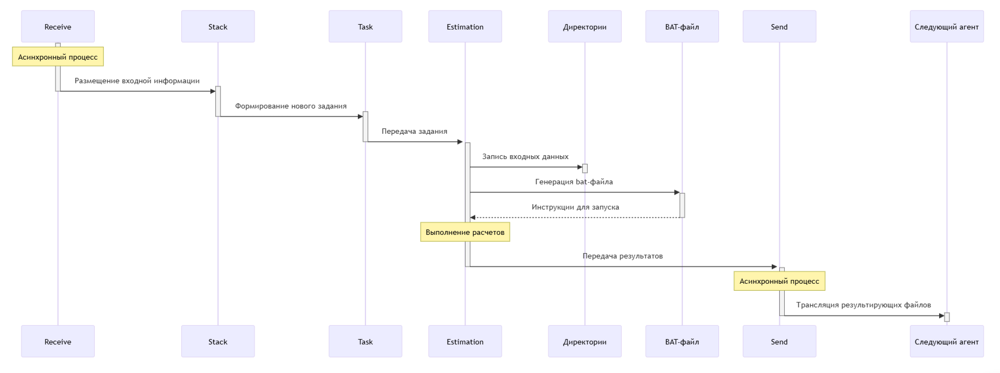 Receive
Stack
Task
Estimation
Директории
BAT-файл
Send
Следующий агент
Асинхронный процесс
Размещение входной информации
Формирование нового задания
Передача задания
Запись входных данных
Генерация bat-файла
Инструкции для запуска
Выполнение расчетов
Передача результатов
Асинхронный процесс
Трансляция результирующих файлов
Receive
Stack
Task
Estimation
Директории
BAT-файл
Send
Следующий агент